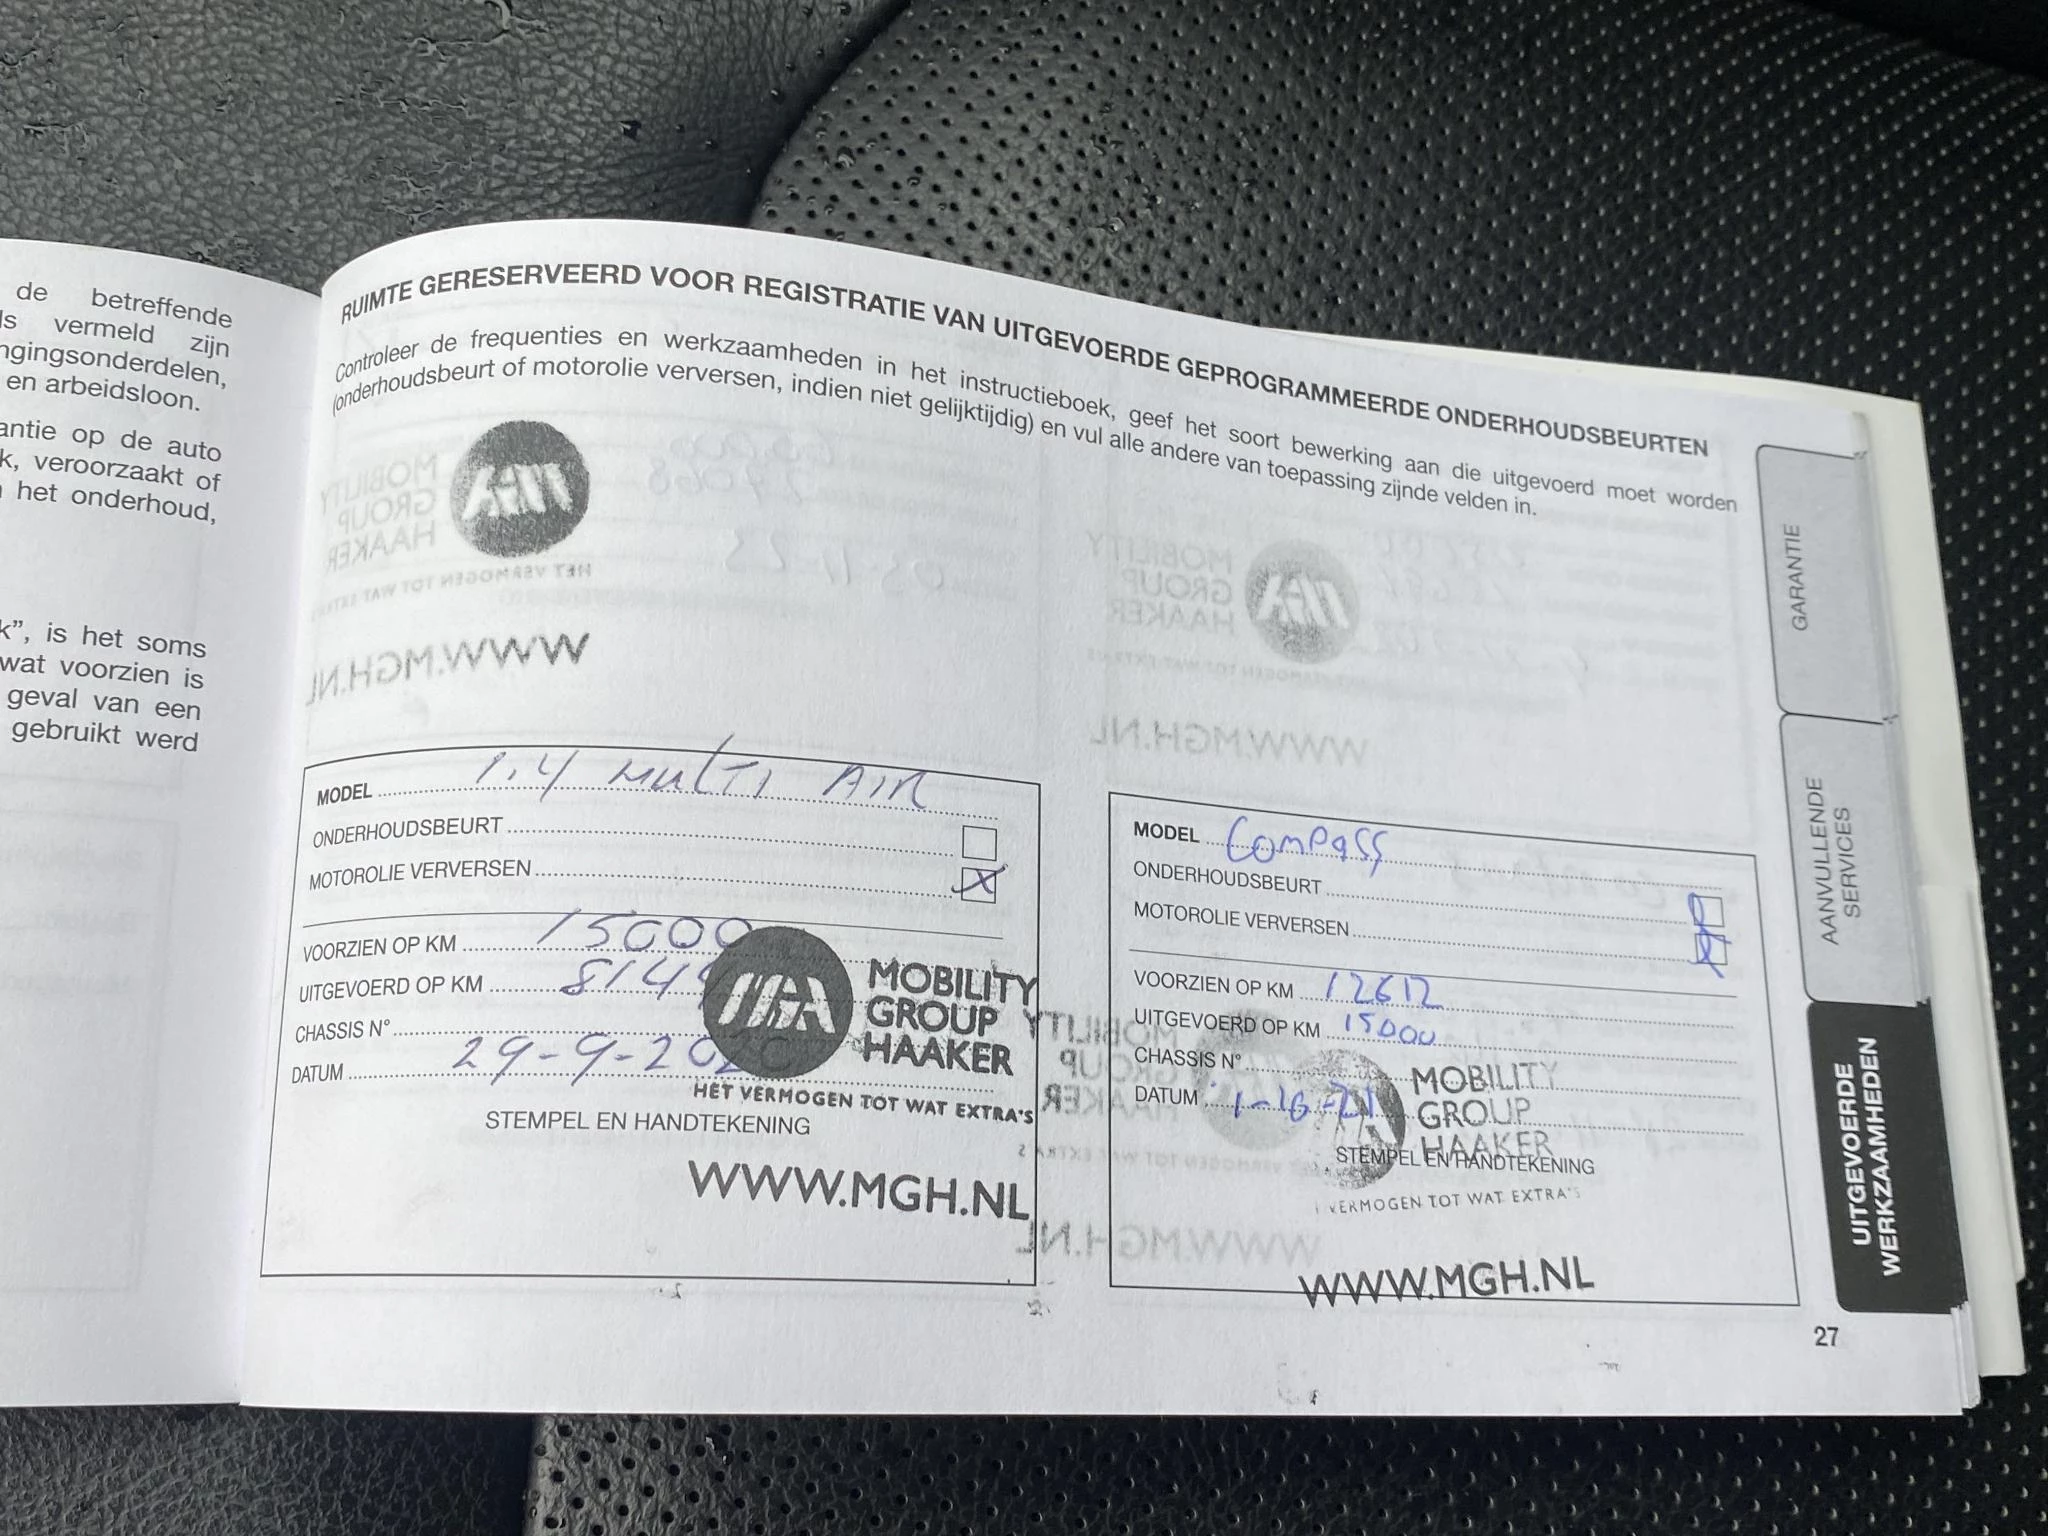 de betreffende
ls vermeld zijn
ngingsonderdelen,
en arbeidsloon.
antie op de auto
k, veroorzaakt of
het onderhoud,
k", is het soms
wat voorzien is
geval van een
gebruikt werd
RUIMTE GERESERVEERD VOOR REGISTRATIE VAN UITGEVOERDE GEPROGRAMMEERDE ONDERHOUDSBEURTEN
Controleer de frequenties en werkzaamheden in het instructieboek, geef het soort bewerking aan die uitgevoerd moet worden
(onderhoudsbeurt of motorolie verversen, indien niet gelijktijdig) en vul alle andere van toepassing zijnde velden in.
MODEL 1.4 MULTI AIR
ONDERHOUDSBEURT
MOTOROLIE VERVERSEN X
VOORZIEN OP KM 15000
UITGEVOERD OP KM
CHASSIS N°
DATUM 29-9-2020
STEMPEL EN HANDTEKENING
MOBILITY
GROUP
HAAKER
HET VERMOGEN TOT WAT EXTRA'S
WWW.MGH.NL
MODEL Compass
ONDERHOUDSBEURT
MOTOROLIE VERVERSEN
VOORZIEN OP KM 12612
UITGEVOERD OP KM 15000
CHASSIS N°
DATUM 1-10-21
STEMPEL EN HANDTEKENING
MOBILITY
GROUP
HAAKER
VERMOGEN TOT WAT EXTRA'S
WWW.MGH.NL
GARANTIE
AANVULLENDE
SERVICES
UITGEVOERDE
WERKZAAMHEDEN
27